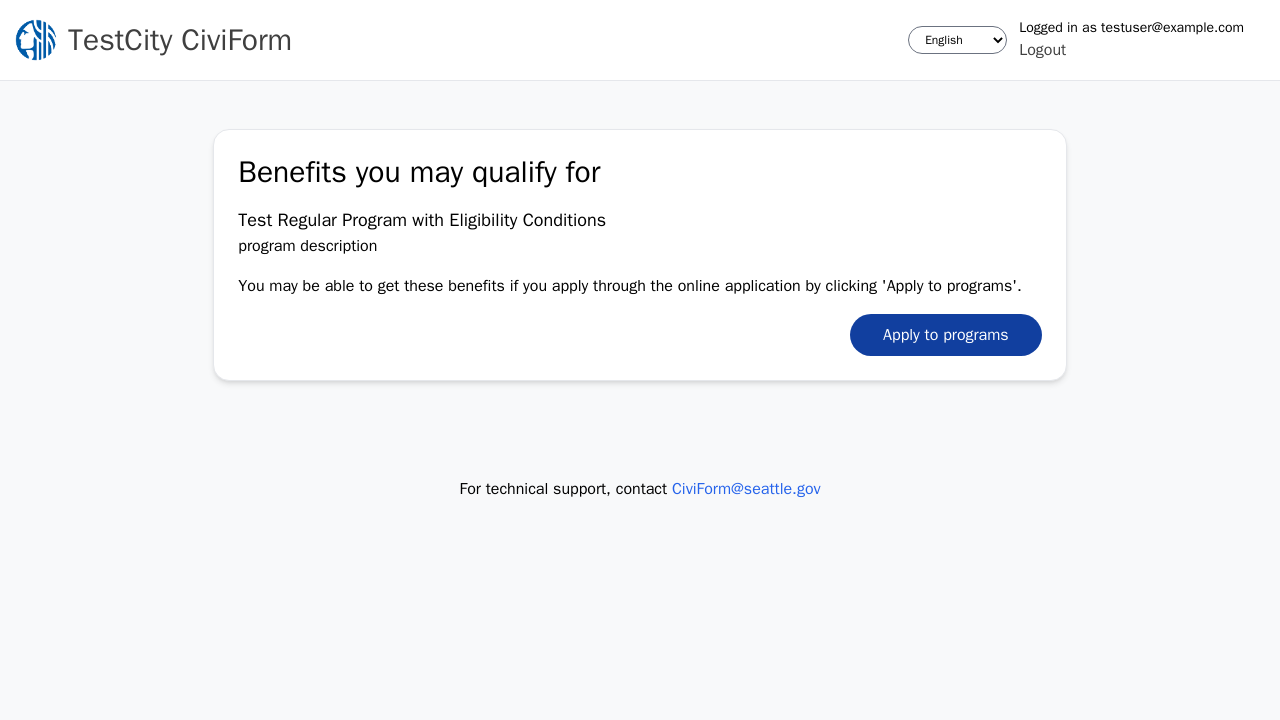 TestCity CiviForm
English
Logged in as testuser@example.com
Logout
Benefits you may qualify for
Test Regular Program with Eligibility Conditions
program description
You may be able to get these benefits if you apply through the online application by clicking 'Apply to programs'.
Apply to programs
For technical support, contact CiviForm@seattle.gov